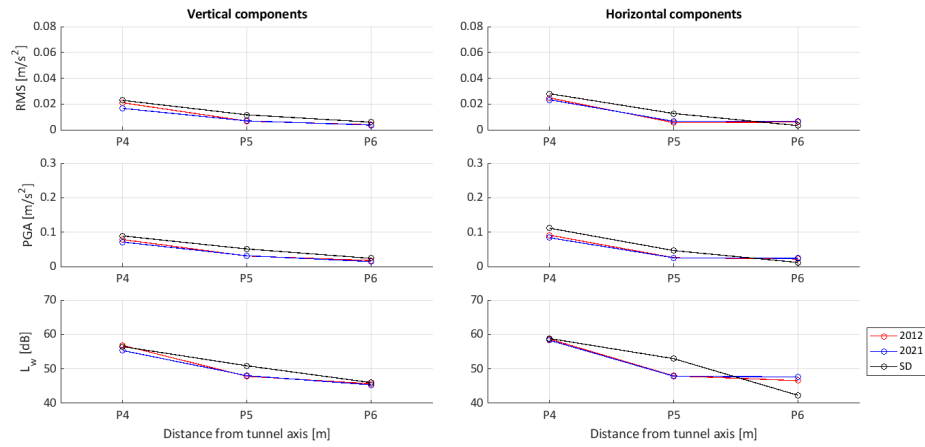 Vertical components
Horizontal components
RMS [m/s²]
0.08
0.06
0.04
0.02
0
P4
P5
P6
0.08
0.06
0.04
0.02
0
P4
P5
P6
PGA [m/s²]
0.3
0.2
0.1
0
P4
P5
P6
0.3
0.2
0.1
0
P4
P5
P6
L_w [dB]
70
60
50
40
P4
P5
P6
Distance from tunnel axis [m]
70
60
50
40
P4
P5
P6
Distance from tunnel axis [m]
2012
2021
SD